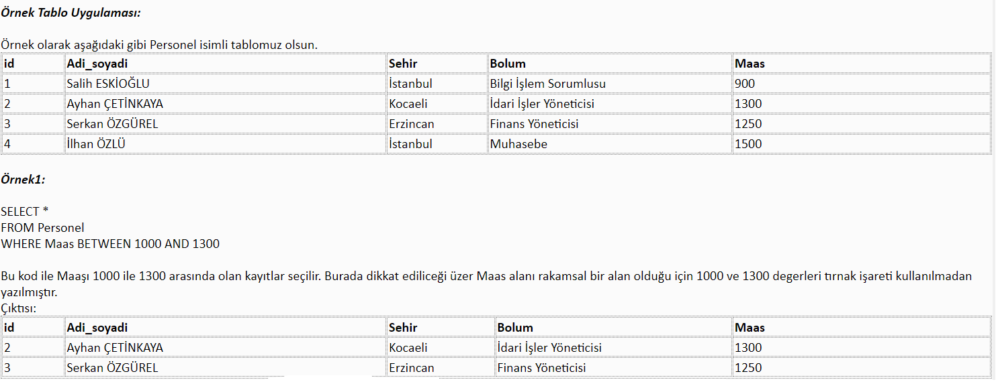 Örnek Tablo Uygulaması:
Örnek olarak aşağıdaki gibi Personel isimli tablomuz olsun.
id Adi_soyadi Sehir Bolum Maas
1 Salih ESKİOĞLU İstanbul Bilgi İşlem Sorumlusu 900
2 Ayhan ÇETİNKAYA Kocaeli İdari İşler Yöneticisi 1300
3 Serkan ÖZGÜREL Erzincan Finans Yöneticisi 1250
4 İlhan ÖZLÜ İstanbul Muhasebe 1500
Örnek1:
SELECT *
FROM Personel
WHERE Maas BETWEEN 1000 AND 1300
Bu kod ile Maaşı 1000 ile 1300 arasında olan kayıtlar seçilir. Burada dikkat ediliceği üzer Maas alanı rakamsal bir alan olduğu için 1000 ve 1300 degerleri tırnak işareti kullanılmadan
yazılmıştır.
Çıktısı:
id Adi_soyadi Sehir Bolum Maas
2 Ayhan ÇETİNKAYA Kocaeli İdari İşler Yöneticisi 1300
3 Serkan ÖZGÜREL Erzincan Finans Yöneticisi 1250